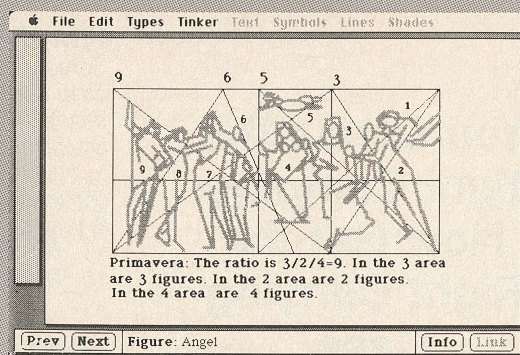 File Edit Types Tinker Text Symbols Lines Shades
9 6 5 3
1
6 5 3
9 8 7 4 2
Primavera: The ratio is 3/2/4=9. In the 3 area
are 3 figures. In the 2 area are 2 figures.
In the 4 area are 4 figures.
Prev Next Figure: Angel Info Link